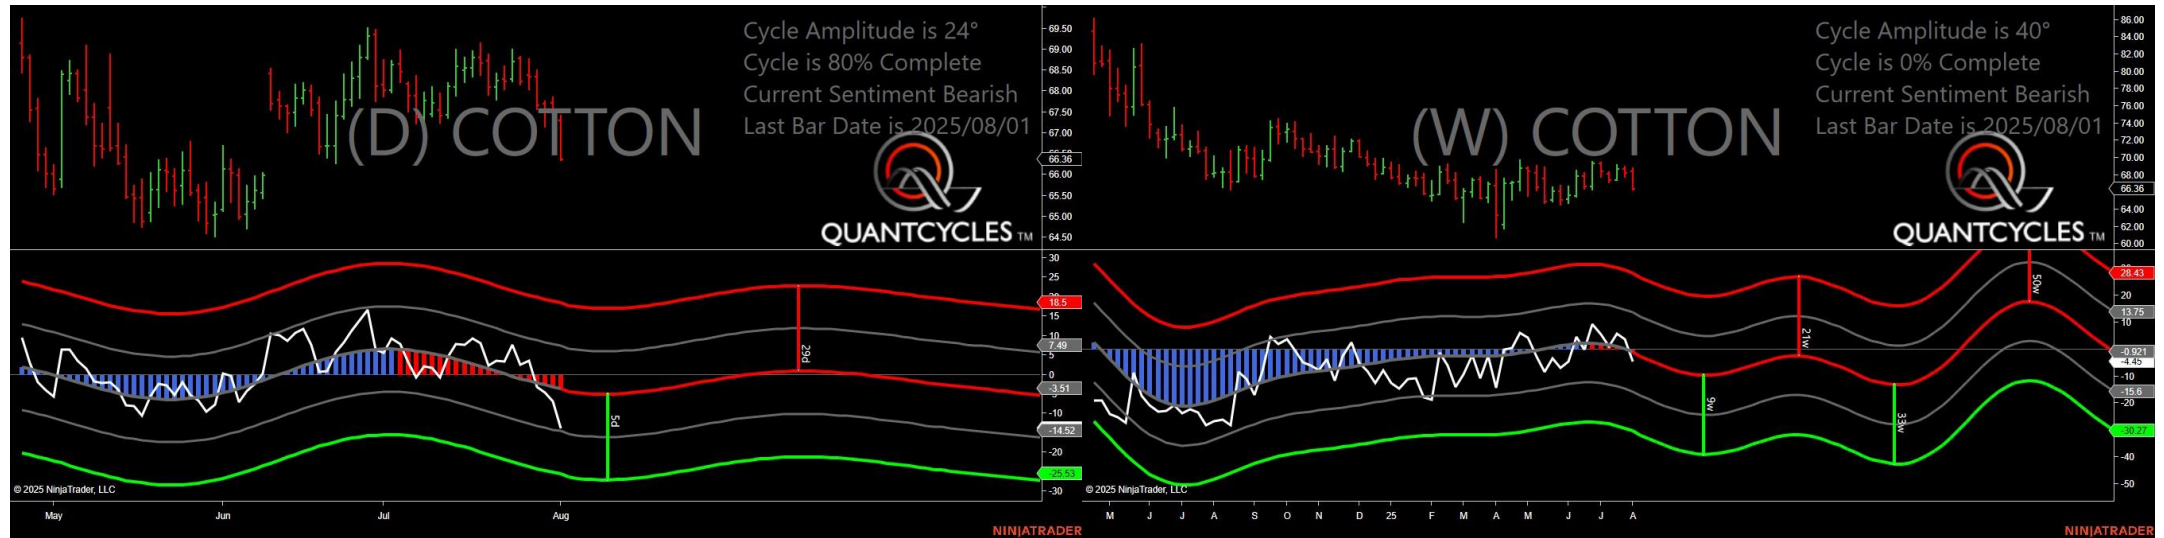 Cycle Amplitude is 24°
Cycle is 80% Complete
Current Sentiment Bearish
Last Bar Date is 2025/08/01
(D) COTTON
QUANTCYCLES TM
69.50
69.00
68.50
68.00
67.50
67.00
66.36
66.00
65.50
65.00
64.50
30
25
18.5
15
10
7.49
5
0
-3.51
-10
-14.52
-20
-25.53
-30
29d
5d
© 2025 NinjaTrader, LLC
May
Jun
Jul
Aug
NINJATRADER
Cycle Amplitude is 40°
Cycle is 0% Complete
Current Sentiment Bearish
Last Bar Date is 2025/08/01
(W) COTTON
QUANTCYCLES TM
86.00
84.00
82.00
80.00
78.00
76.00
74.00
72.00
70.00
68.00
66.36
64.00
62.00
60.00
28.43
20
13.75
10
-0.921
-4.45
-10
-15.6
-20
-30.27
-40
-50
21w
9w
33w
50w
© 2025 NinjaTrader, LLC
M
J
J
A
S
O
N
D
25
F
M
A
M
J
J
A
NINJATRADER